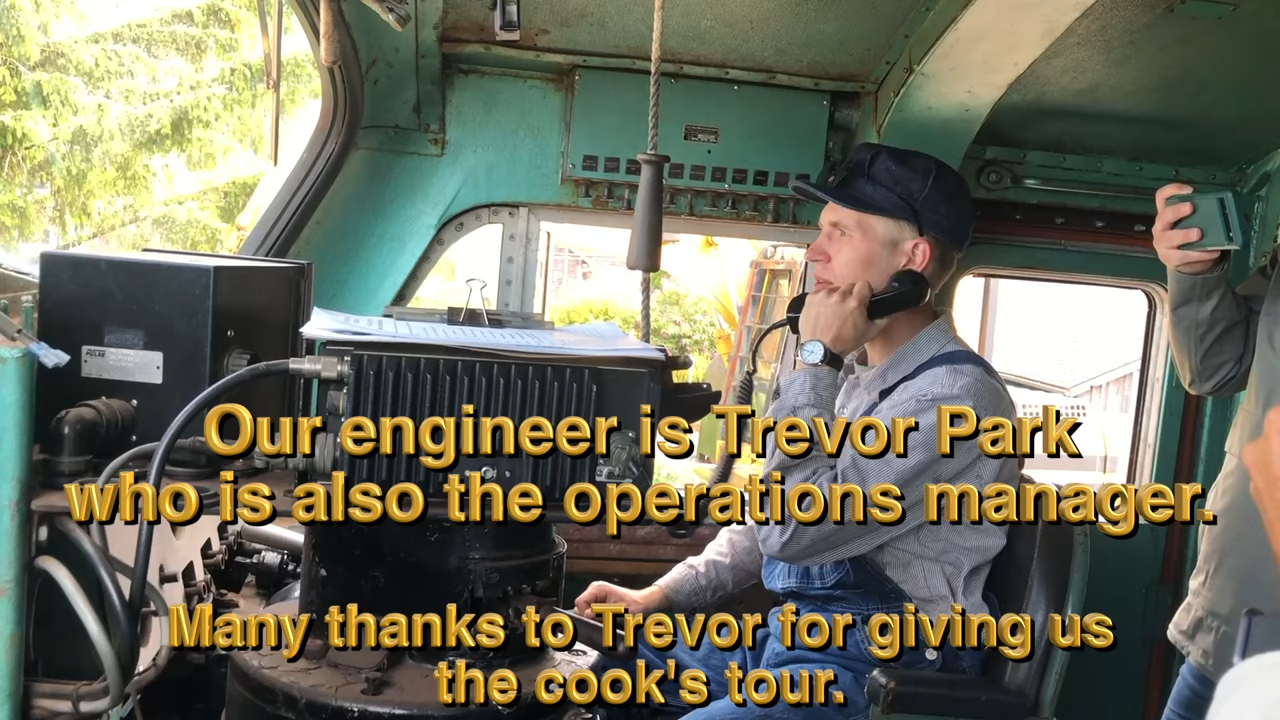 Our engineer is Trevor Park
who is also the operations manager.
Many thanks to Trevor for giving us
the cook's tour.